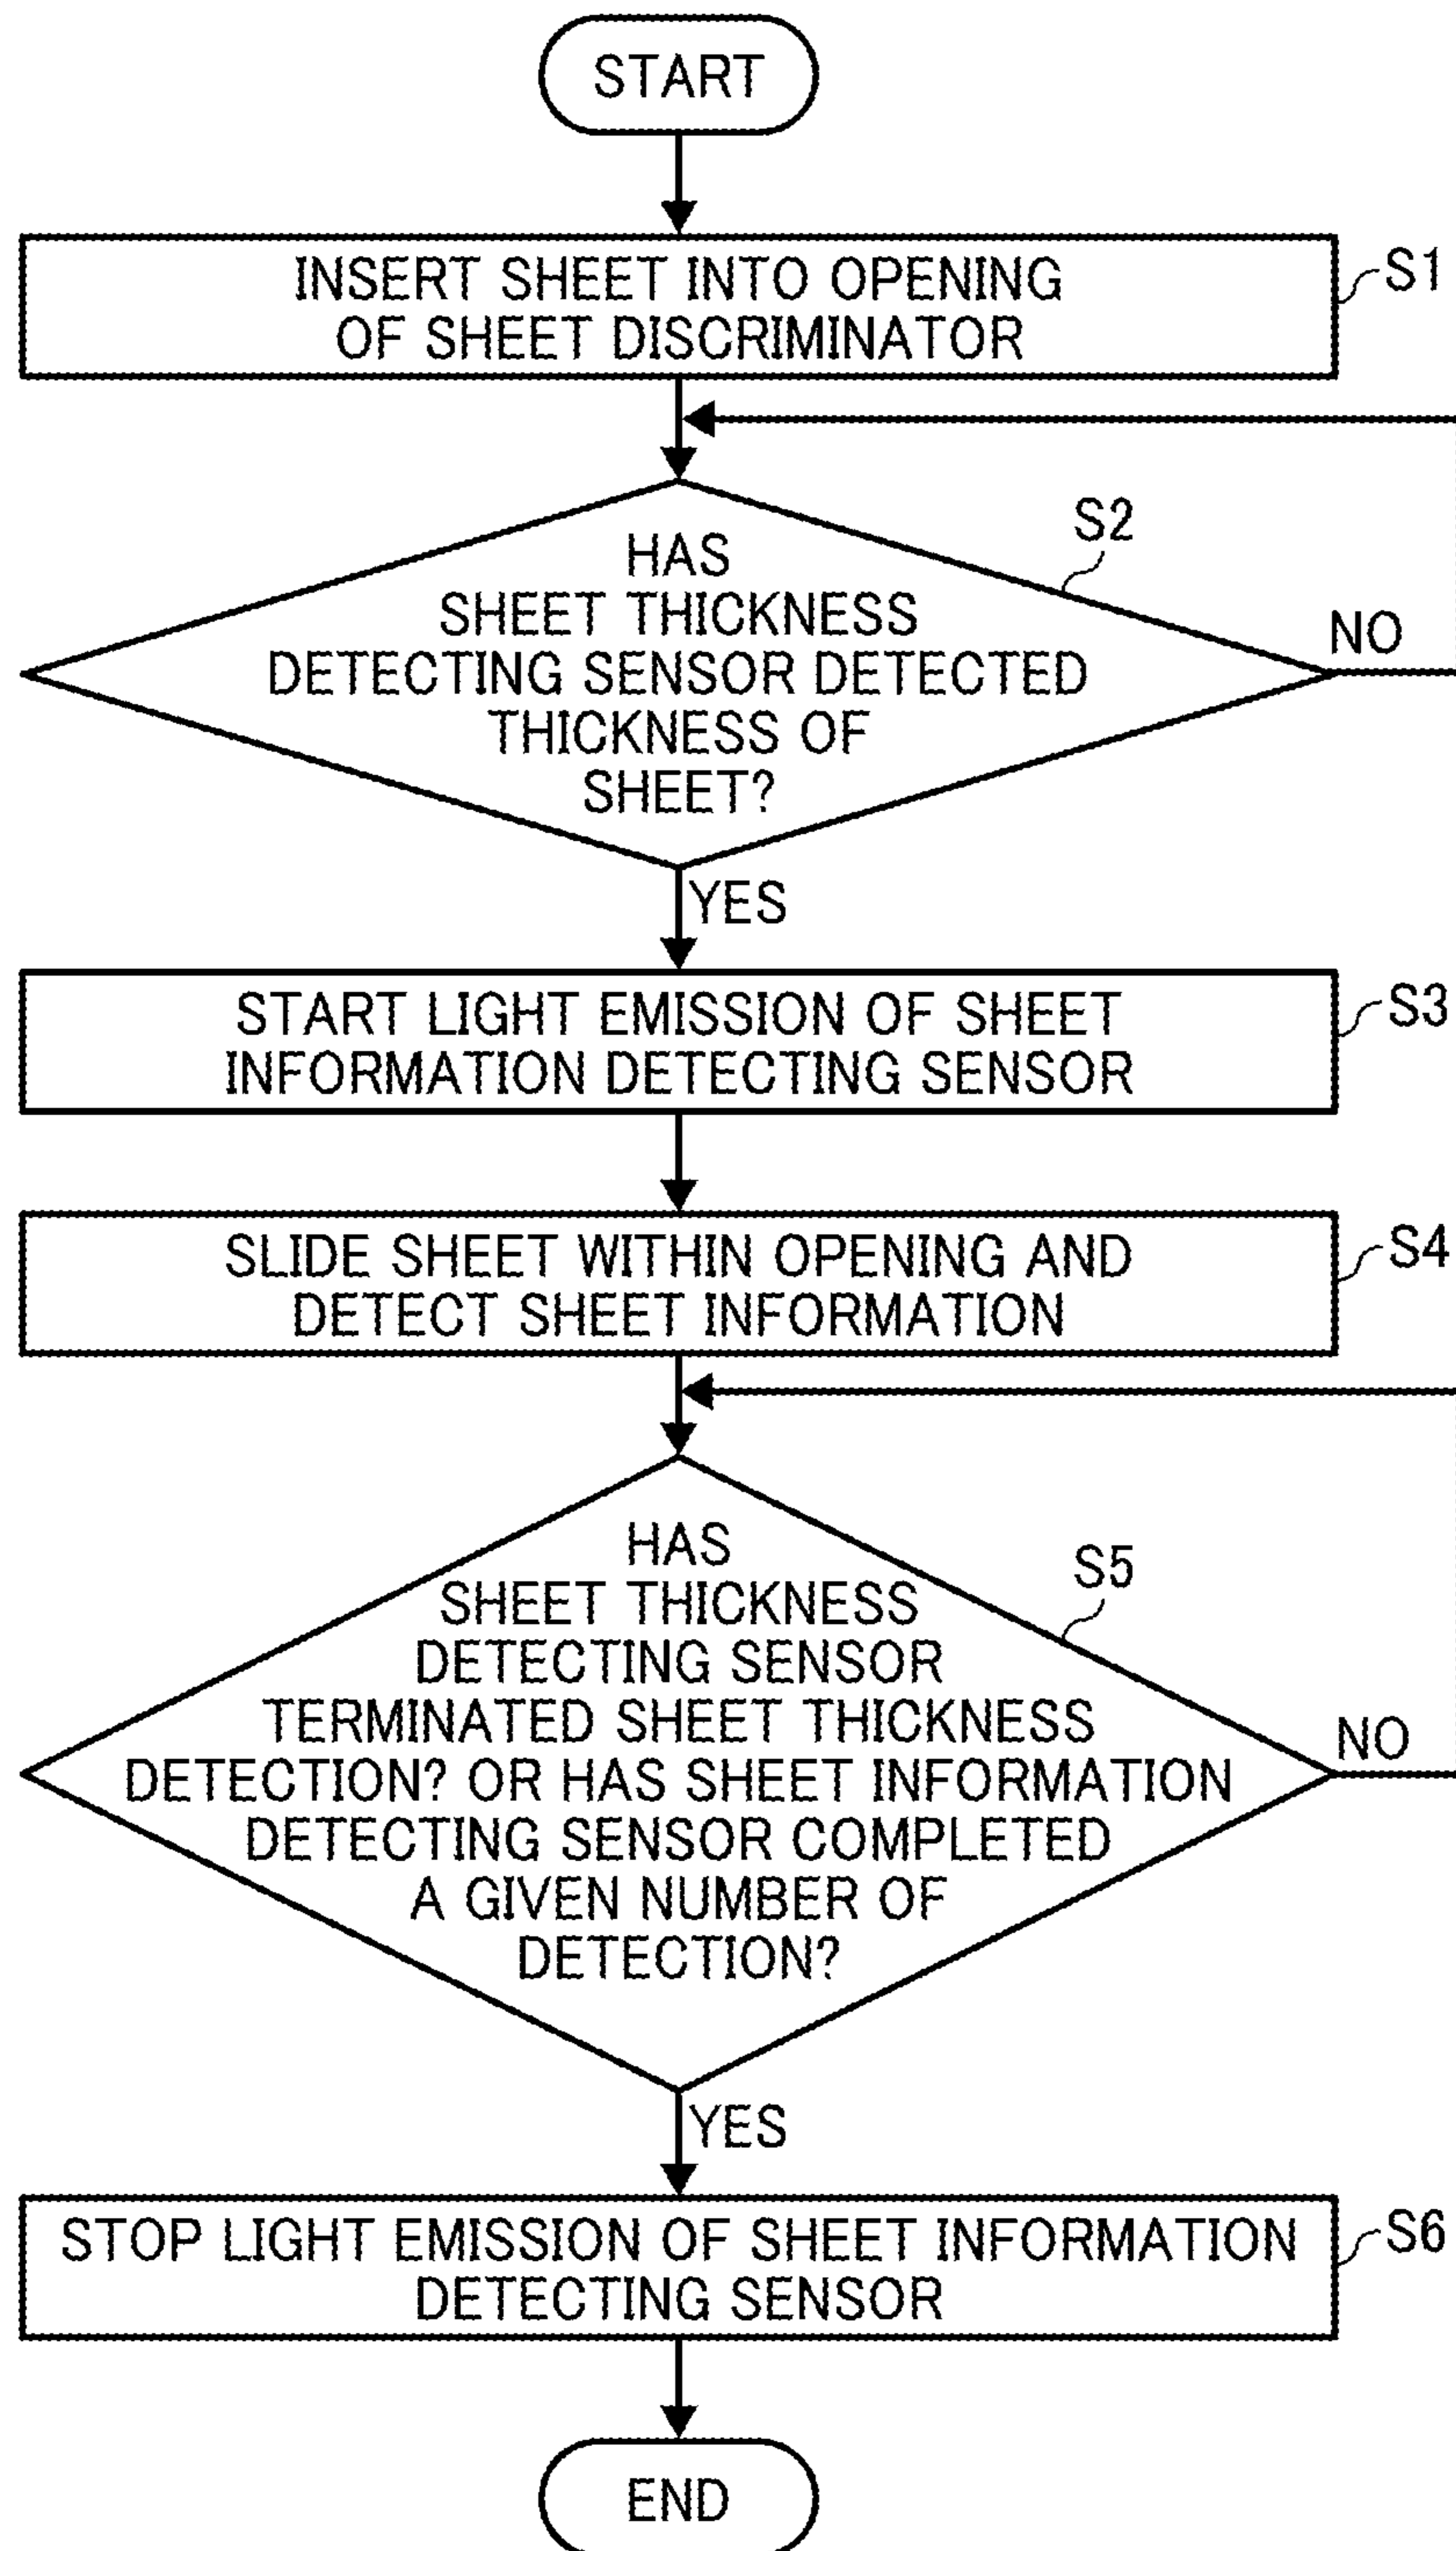 START
INSERT SHEET INTO OPENING
OF SHEET DISCRIMINATOR
S1
HAS
SHEET THICKNESS
DETECTING SENSOR DETECTED
THICKNESS OF
SHEET?
S2
NO
YES
START LIGHT EMISSION OF SHEET
INFORMATION DETECTING SENSOR
S3
SLIDE SHEET WITHIN OPENING AND
DETECT SHEET INFORMATION
S4
HAS
SHEET THICKNESS
DETECTING SENSOR
TERMINATED SHEET THICKNESS
DETECTION? OR HAS SHEET INFORMATION
DETECTING SENSOR COMPLETED
A GIVEN NUMBER OF
DETECTION?
S5
NO
YES
STOP LIGHT EMISSION OF SHEET INFORMATION
DETECTING SENSOR
S6
END